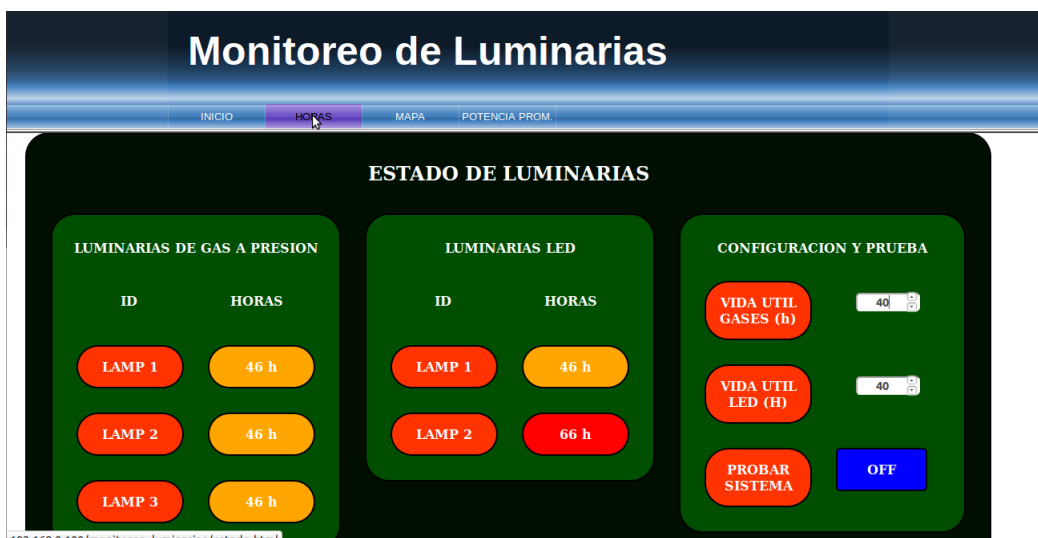 Monitoreo de Luminarias
INICIO
HORAS
MAPA
POTENCIA PROM.
ESTADO DE LUMINARIAS
LUMINARIAS DE GAS A PRESION
ID HORAS
LAMP 1 46 h
LAMP 2 46 h
LAMP 3 46 h
LUMINARIAS LED
ID HORAS
LAMP 1 46 h
LAMP 2 66 h
CONFIGURACION Y PRUEBA
VIDA UTIL
GASES (h)
40
VIDA UTIL
LED (H)
40
PROBAR
SISTEMA
OFF